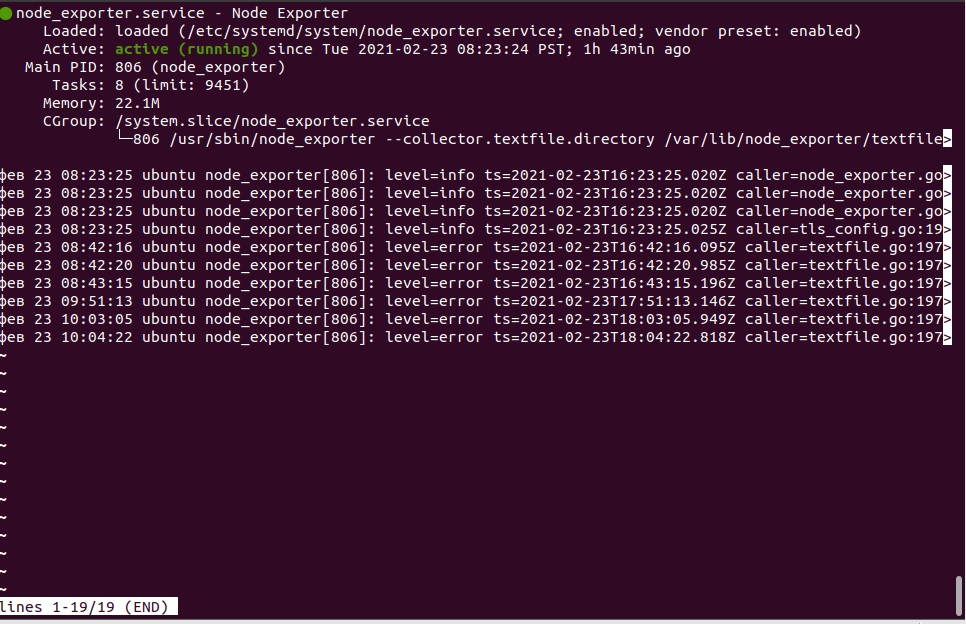 node_exporter.service - Node Exporter
Loaded: loaded (/etc/systemd/system/node_exporter.service; enabled; vendor preset: enabled)
Active: active (running) since Tue 2021-02-23 08:23:24 PST; 1h 43min ago
Main PID: 806 (node_exporter)
Tasks: 8 (limit: 9451)
Memory: 22.1M
CGroup: /system.slice/node_exporter.service
└─806 /usr/sbin/node_exporter --collector.textfile.directory /var/lib/node_exporter/textfile>
фев 23 08:23:25 ubuntu node_exporter[806]: level=info ts=2021-02-23T16:23:25.020Z caller=node_exporter.go>
фев 23 08:23:25 ubuntu node_exporter[806]: level=info ts=2021-02-23T16:23:25.020Z caller=node_exporter.go>
фев 23 08:23:25 ubuntu node_exporter[806]: level=info ts=2021-02-23T16:23:25.020Z caller=node_exporter.go>
фев 23 08:23:25 ubuntu node_exporter[806]: level=info ts=2021-02-23T16:23:25.025Z caller=tls_config.go:19>
фев 23 08:42:16 ubuntu node_exporter[806]: level=error ts=2021-02-23T16:42:16.095Z caller=textfile.go:197>
фев 23 08:42:20 ubuntu node_exporter[806]: level=error ts=2021-02-23T16:42:20.985Z caller=textfile.go:197>
фев 23 08:43:15 ubuntu node_exporter[806]: level=error ts=2021-02-23T16:43:15.196Z caller=textfile.go:197>
фев 23 09:51:13 ubuntu node_exporter[806]: level=error ts=2021-02-23T17:51:13.146Z caller=textfile.go:197>
фев 23 10:03:05 ubuntu node_exporter[806]: level=error ts=2021-02-23T18:03:05.949Z caller=textfile.go:197>
фев 23 10:04:22 ubuntu node_exporter[806]: level=error ts=2021-02-23T18:04:22.818Z caller=textfile.go:197>
~
~
~
~
~
~
~
~
~
~
~
~
~
~
lines 1-19/19 (END)